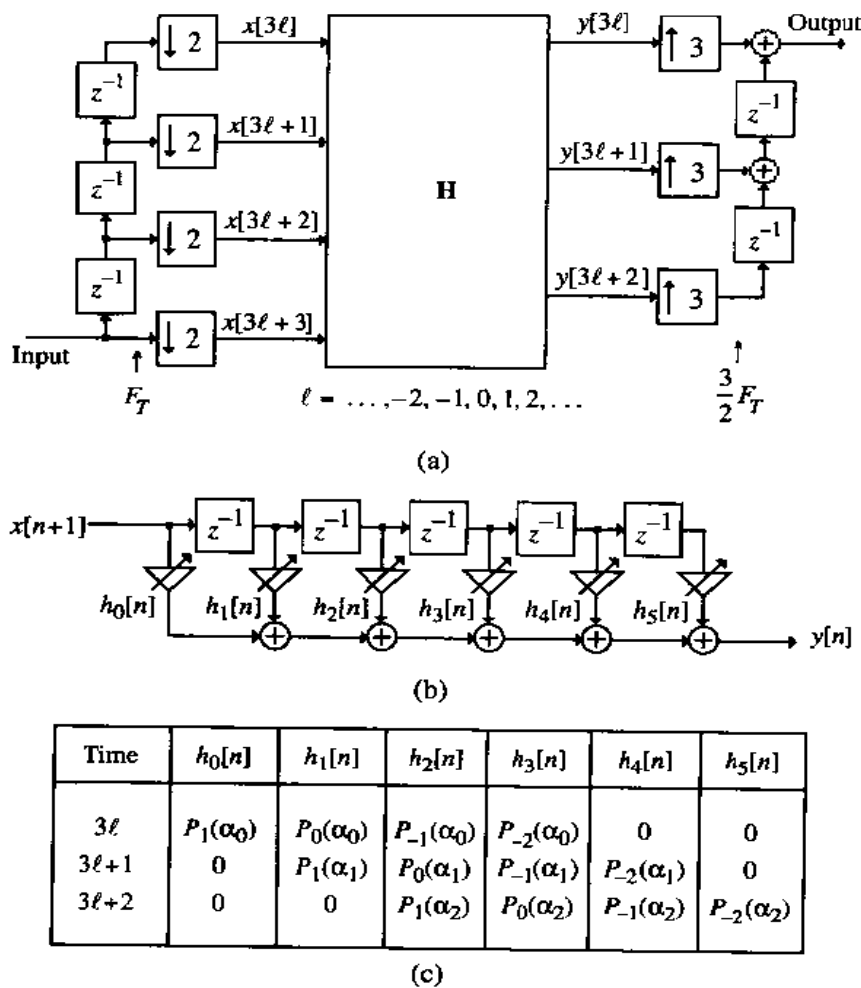 Output
↓ 2 x[3ℓ] y[3ℓ] ↑ 3 +
z⁻¹ z⁻¹
↓ 2 x[3ℓ+1] H y[3ℓ+1] ↑ 3 +
z⁻¹ z⁻¹
↓ 2 x[3ℓ+2]
z⁻¹ y[3ℓ+2] ↑ 3
↓ 2 x[3ℓ+3]
Input
F_T ℓ = ...,−2, −1, 0, 1, 2, ... 3/2 F_T
(a)
x[n+1] z⁻¹ z⁻¹ z⁻¹ z⁻¹ z⁻¹
h₀[n] h₁[n] h₂[n] h₃[n] h₄[n] h₅[n]
+ + + + + y[n]
(b)
Time h₀[n] h₁[n] h₂[n] h₃[n] h₄[n] h₅[n]
3ℓ P₁(α₀) P₀(α₀) P₋₁(α₀) P₋₂(α₀) 0 0
3ℓ+1 0 P₁(α₁) P₀(α₁) P₋₁(α₁) P₋₂(α₁) 0
3ℓ+2 0 0 P₁(α₂) P₀(α₂) P₋₁(α₂) P₋₂(α₂)
(c)